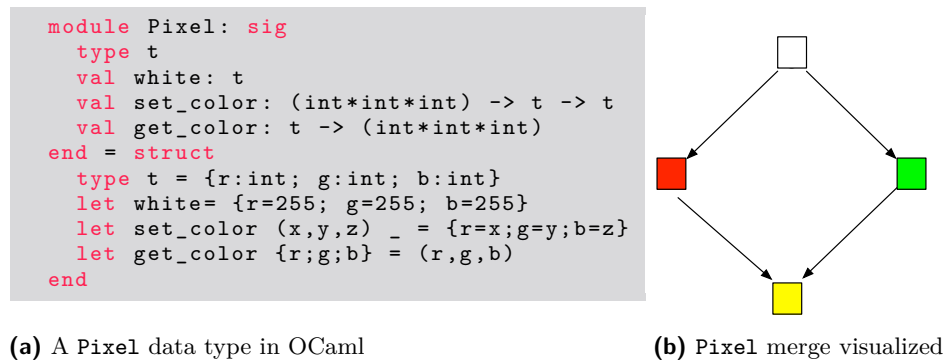 module Pixel: sig
  type t
  val white: t
  val set_color: (int*int*int) -> t -> t
  val get_color: t -> (int*int*int)
end = struct
  type t = {r:int; g:int; b:int}
  let white= {r=255; g=255; b=255}
  let set_color (x,y,z) _ = {r=x;g=y;b=z}
  let get_color {r;g;b} = (r,g,b)
end
(a) A Pixel data type in OCaml
(b) Pixel merge visualized